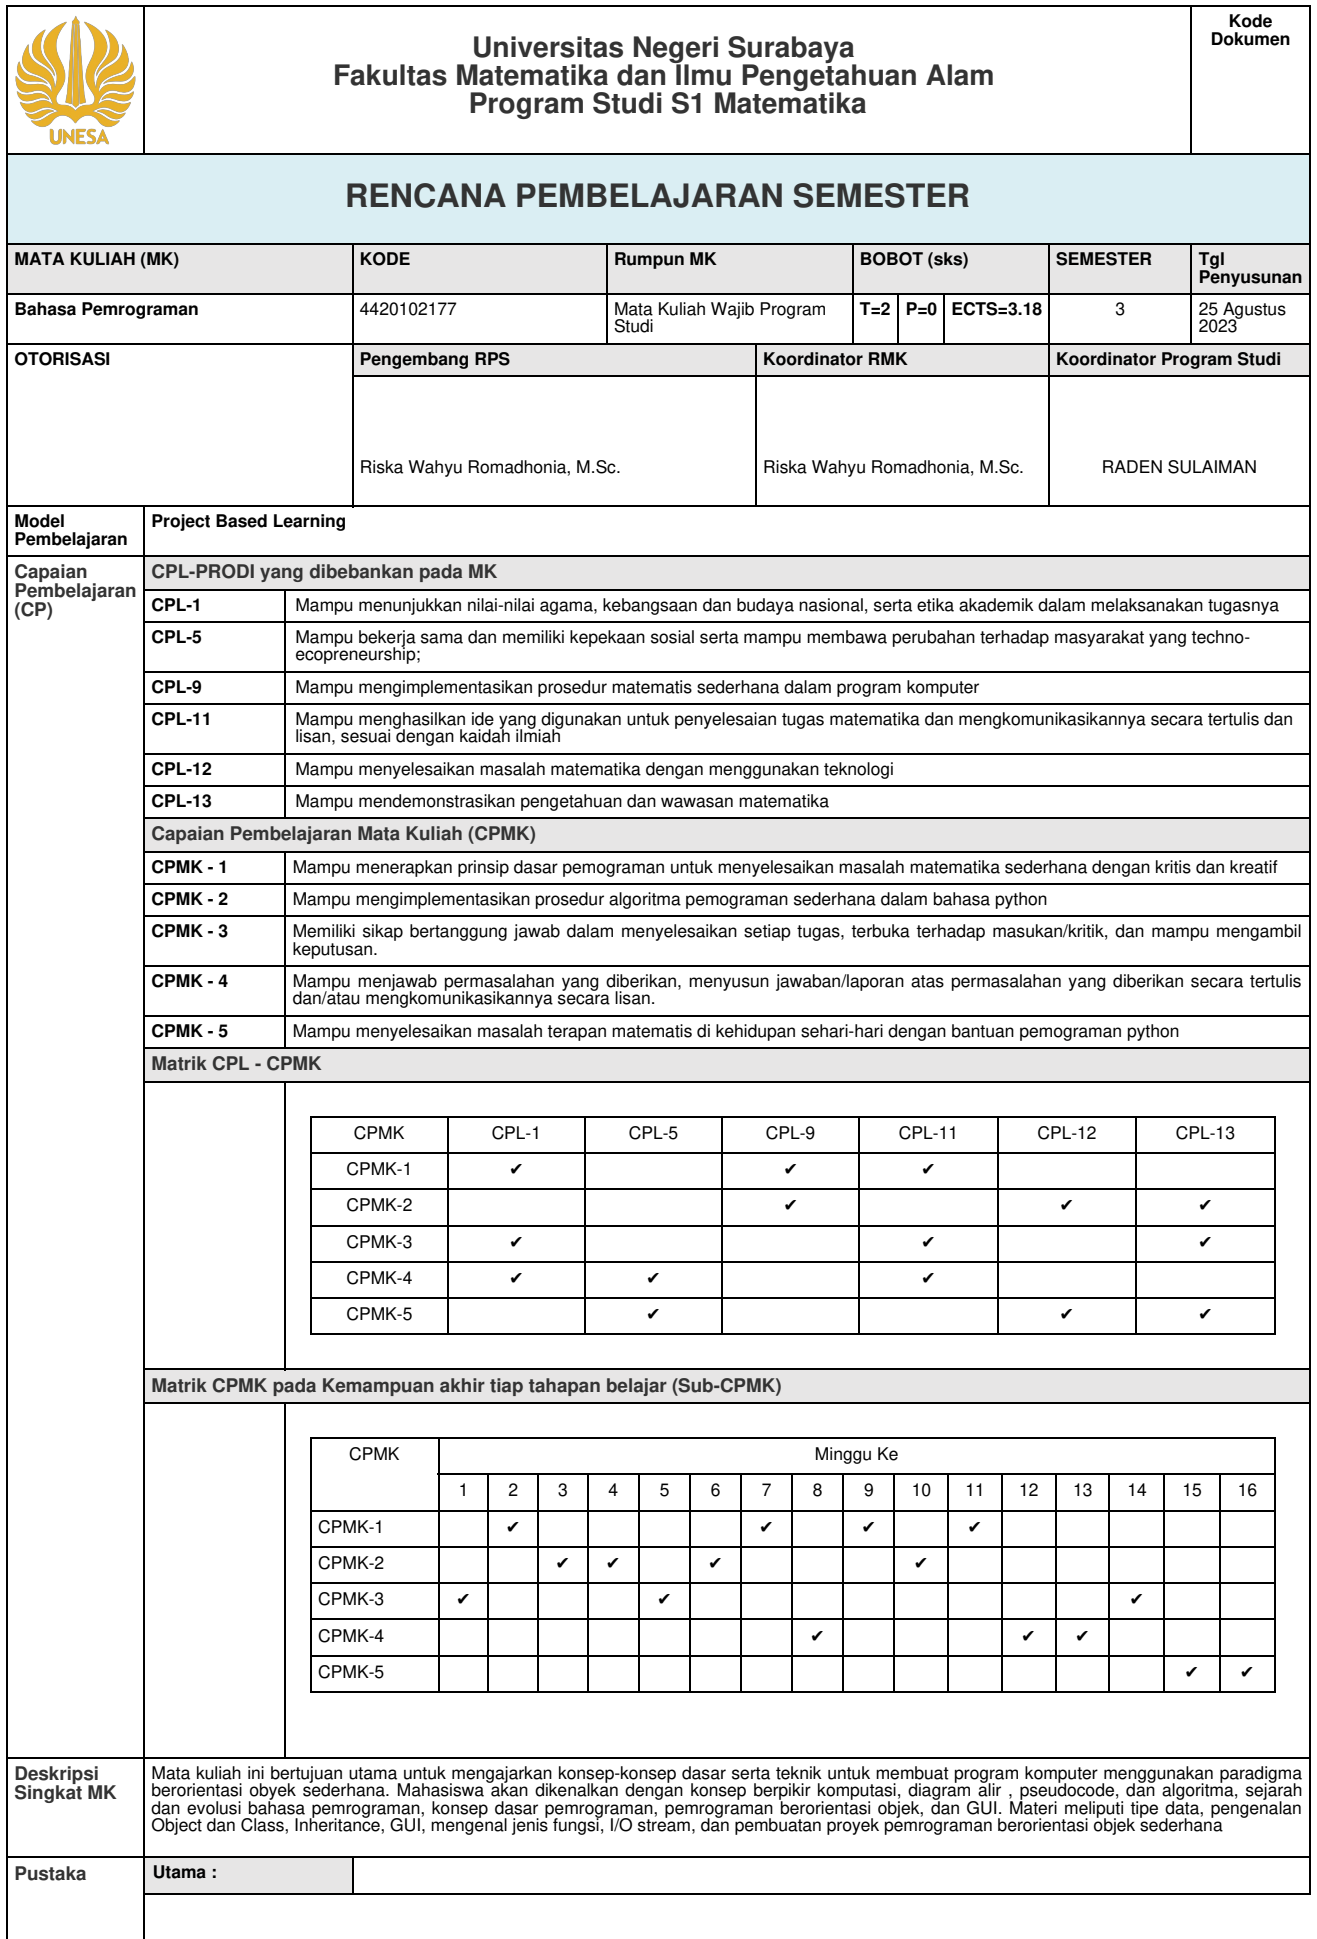 UNESA
Universitas Negeri Surabaya
Fakultas Matematika dan Ilmu Pengetahuan Alam
Program Studi S1 Matematika
Kode
Dokumen
RENCANA PEMBELAJARAN SEMESTER
MATA KULIAH (MK) KODE Rumpun MK BOBOT (sks) SEMESTER Tgl
Penyusunan
Bahasa Pemrograman 4420102177 Mata Kuliah Wajib Program
Studi
T=2 P=0 ECTS=3.18 3 25 Agustus
2023
OTORISASI Pengembang RPS Koordinator RMK Koordinator Program Studi
Riska Wahyu Romadhonia, M.Sc. Riska Wahyu Romadhonia, M.Sc. RADEN SULAIMAN
Model
Pembelajaran
Project Based Learning
Capaian
Pembelajaran
(CP)
CPL-PRODI yang dibebankan pada MK
CPL-1 Mampu menunjukkan nilai-nilai agama, kebangsaan dan budaya nasional, serta etika akademik dalam melaksanakan tugasnya
CPL-5 Mampu bekerja sama dan memiliki kepekaan sosial serta mampu membawa perubahan terhadap masyarakat yang techno-
ecopreneurship;
CPL-9 Mampu mengimplementasikan prosedur matematis sederhana dalam program komputer
CPL-11 Mampu menghasilkan ide yang digunakan untuk penyelesaian tugas matematika dan mengkomunikasikannya secara tertulis dan
lisan, sesuai dengan kaidah ilmiah
CPL-12 Mampu menyelesaikan masalah matematika dengan menggunakan teknologi
CPL-13 Mampu mendemonstrasikan pengetahuan dan wawasan matematika
Capaian Pembelajaran Mata Kuliah (CPMK)
CPMK - 1 Mampu menerapkan prinsip dasar pemograman untuk menyelesaikan masalah matematika sederhana dengan kritis dan kreatif
CPMK - 2 Mampu mengimplementasikan prosedur algoritma pemograman sederhana dalam bahasa python
CPMK - 3 Memiliki sikap bertanggung jawab dalam menyelesaikan setiap tugas, terbuka terhadap masukan/kritik, dan mampu mengambil
keputusan.
CPMK - 4 Mampu menjawab permasalahan yang diberikan, menyusun jawaban/laporan atas permasalahan yang diberikan secara tertulis
dan/atau mengkomunikasikannya secara lisan.
CPMK - 5 Mampu menyelesaikan masalah terapan matematis di kehidupan sehari-hari dengan bantuan pemograman python
Matrik CPL - CPMK
CPMK CPL-1 CPL-5 CPL-9 CPL-11 CPL-12 CPL-13
CPMK-1 ✔ ✔ ✔
CPMK-2 ✔ ✔ ✔
CPMK-3 ✔ ✔ ✔
CPMK-4 ✔ ✔ ✔
CPMK-5 ✔ ✔ ✔
Matrik CPMK pada Kemampuan akhir tiap tahapan belajar (Sub-CPMK)
CPMK Minggu Ke
1 2 3 4 5 6 7 8 9 10 11 12 13 14 15 16
CPMK-1 ✔ ✔ ✔ ✔
CPMK-2 ✔ ✔ ✔ ✔
CPMK-3 ✔ ✔ ✔
CPMK-4 ✔ ✔ ✔
CPMK-5 ✔ ✔
Deskripsi
Singkat MK
Mata kuliah ini bertujuan utama untuk mengajarkan konsep-konsep dasar serta teknik untuk membuat program komputer menggunakan paradigma
berorientasi obyek sederhana. Mahasiswa akan dikenalkan dengan konsep berpikir komputasi, diagram alir , pseudocode, dan algoritma, sejarah
dan evolusi bahasa pemrograman, konsep dasar pemrograman, pemrograman berorientasi objek, dan GUI. Materi meliputi tipe data, pengenalan
Object dan Class, Inheritance, GUI, mengenal jenis fungsi, I/O stream, dan pembuatan proyek pemrograman berorientasi objek sederhana
Pustaka Utama :